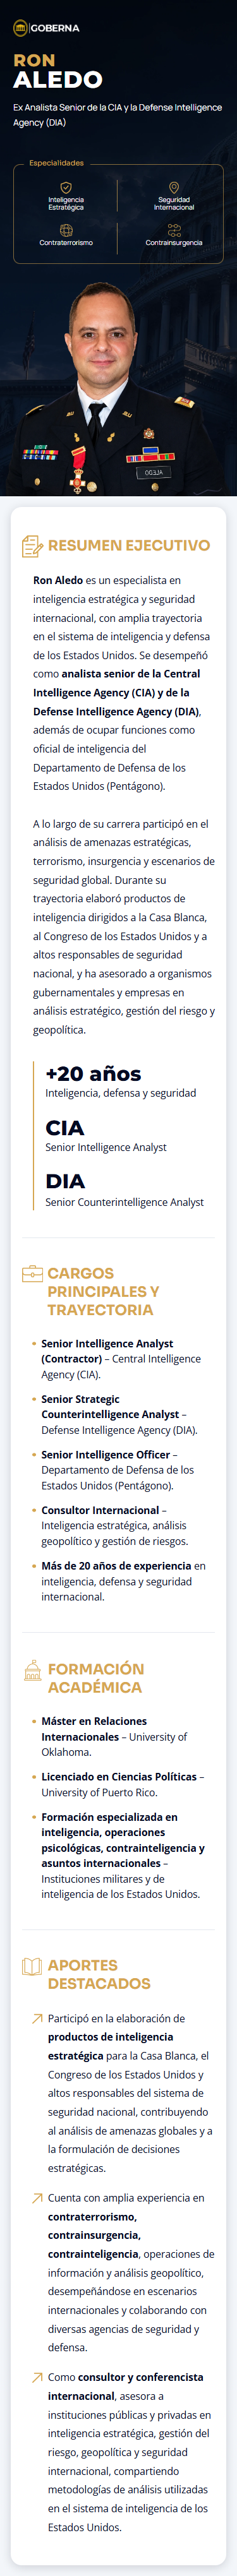 GOBERNA
RON
ALEDO
Ex Analista Senior de la CIA y la Defense Intelligence
Agency (DIA)
Especialidades
Inteligencia
Estratégica
Seguridad
Internacional
Contraterrorismo
Contrainsurgencia
ALEDO
RESUMEN EJECUTIVO
Ron Aledo es un especialista en
inteligencia estratégica y seguridad
internacional, con amplia trayectoria
en el sistema de inteligencia y defensa
de los Estados Unidos. Se desempeñó
como analista senior de la Central
Intelligence Agency (CIA) y de la
Defense Intelligence Agency (DIA),
además de ocupar funciones como
oficial de inteligencia del
Departamento de Defensa de los
Estados Unidos (Pentágono).
A lo largo de su carrera participó en el
análisis de amenazas estratégicas,
terrorismo, insurgencia y escenarios de
seguridad global. Durante su
trayectoria elaboró productos de
inteligencia dirigidos a la Casa Blanca,
al Congreso de los Estados Unidos y a
altos responsables de seguridad
nacional, y ha asesorado a organismos
gubernamentales y empresas en
análisis estratégico, gestión del riesgo y
geopolítica.
+20 años
Inteligencia, defensa y seguridad
CIA
Senior Intelligence Analyst
DIA
Senior Counterintelligence Analyst
CARGOS
PRINCIPALES Y
TRAYECTORIA
Senior Intelligence Analyst
(Contractor) – Central Intelligence
Agency (CIA).
Senior Strategic
Counterintelligence Analyst –
Defense Intelligence Agency (DIA).
Senior Intelligence Officer –
Departamento de Defensa de los
Estados Unidos (Pentágono).
Consultor Internacional –
Inteligencia estratégica, análisis
geopolítico y gestión de riesgos.
Más de 20 años de experiencia en
inteligencia, defensa y seguridad
internacional.
FORMACIÓN
ACADÉMICA
Máster en Relaciones
Internacionales – University of
Oklahoma.
Licenciado en Ciencias Políticas –
University of Puerto Rico.
Formación especializada en
inteligencia, operaciones
psicológicas, contrainteligencia y
asuntos internacionales –
Instituciones militares y de
inteligencia de los Estados Unidos.
APORTES
DESTACADOS
Participó en la elaboración de
productos de inteligencia
estratégica para la Casa Blanca, el
Congreso de los Estados Unidos y
altos responsables del sistema de
seguridad nacional, contribuyendo
al análisis de amenazas globales y a
la formulación de decisiones
estratégicas.
Cuenta con amplia experiencia en
contraterrorismo,
contrainsurgencia,
contrainteligencia, operaciones de
información y análisis geopolítico,
desempeñándose en escenarios
internacionales y colaborando con
diversas agencias de seguridad y
defensa.
Como consultor y conferencista
internacional, asesora a
instituciones públicas y privadas en
inteligencia estratégica, gestión del
riesgo, geopolítica y seguridad
internacional, compartiendo
metodologías de análisis utilizadas
en el sistema de inteligencia de los
Estados Unidos.